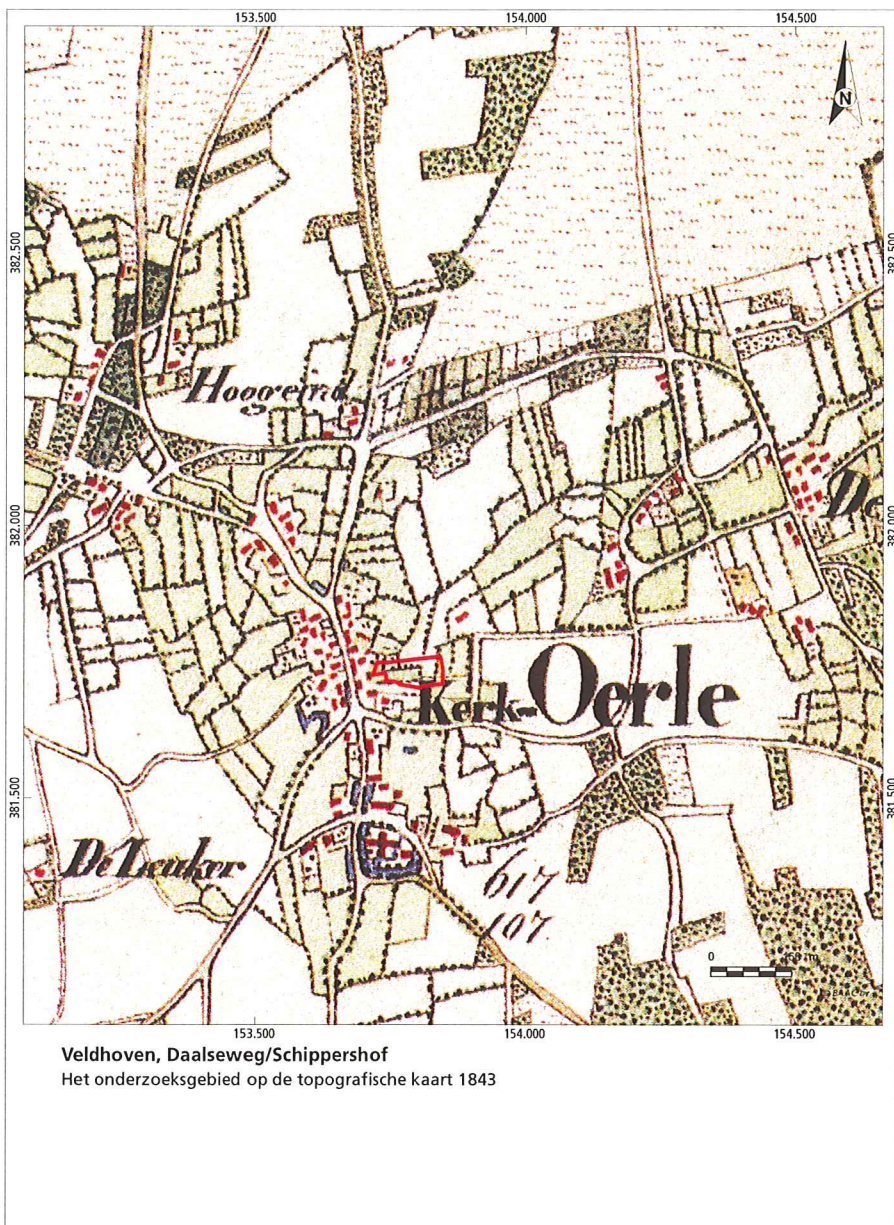 153.500 154.000 154.500
N
382.500 382.500
Hoogeind
382.000 382.000
De
Kerk-Oerle
381.500 381.500
De Leuker
617
107
0 150 m
153.500 154.000 154.500
Veldhoven, Daalseweg/Schippershof
Het onderzoeksgebied op de topografische kaart 1843